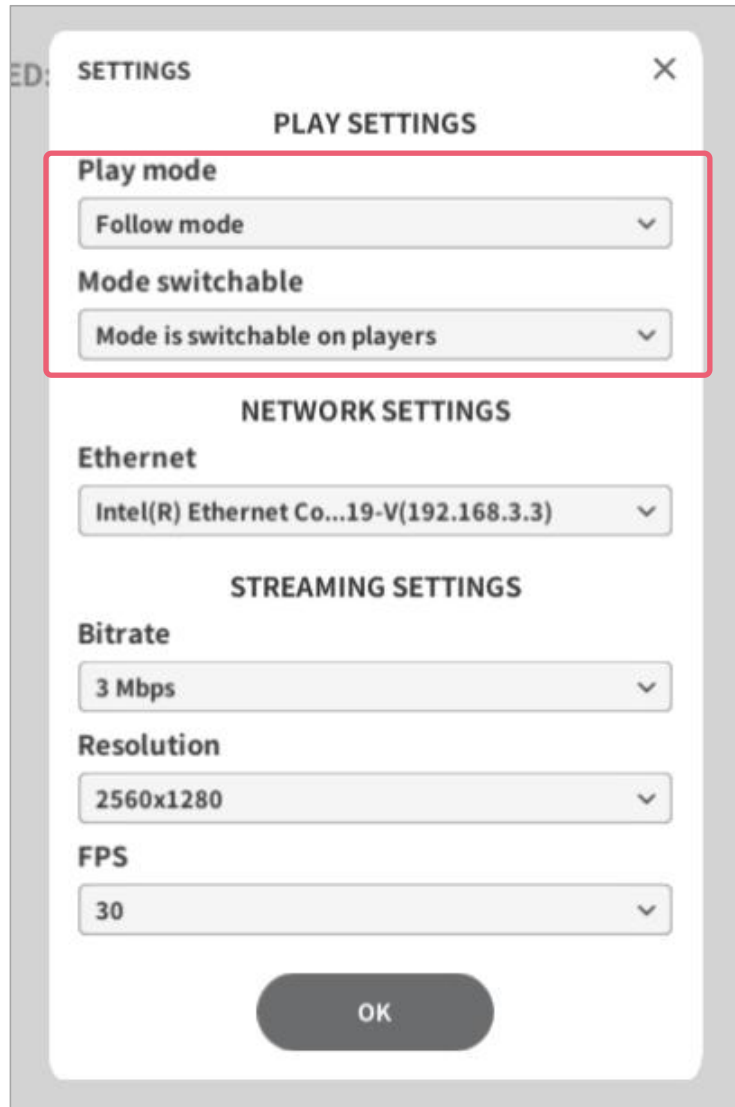 ED:
SETTINGS
PLAY SETTINGS
Play mode
Follow mode
Mode switchable
Mode is switchable on players
NETWORK SETTINGS
Ethernet
Intel(R) Ethernet Co...19-V(192.168.3.3)
STREAMING SETTINGS
Bitrate
3 Mbps
Resolution
2560x1280
FPS
30
OK